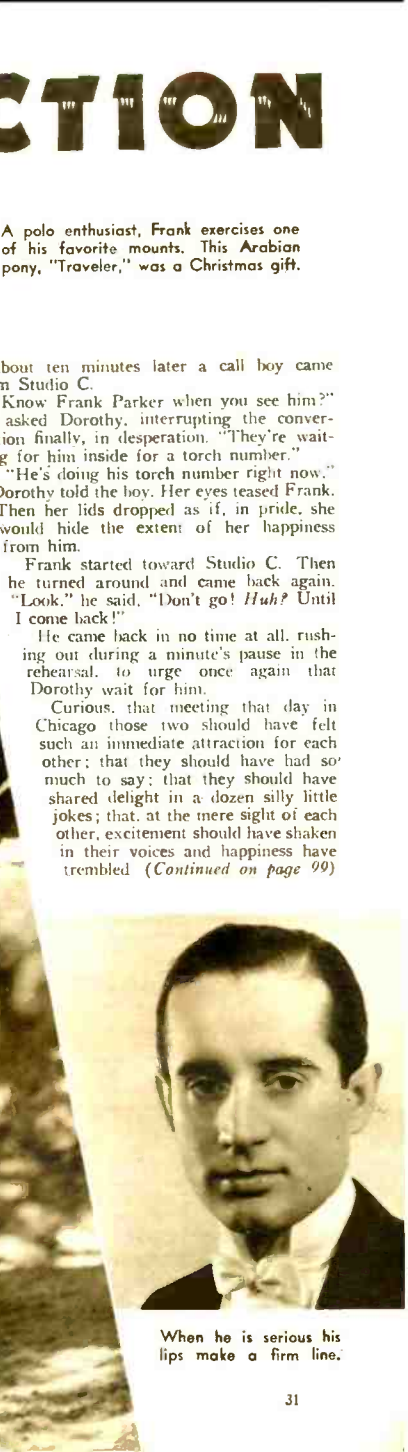 CTION
A polo enthusiast, Frank exercises one
of his favorite mounts. This Arabian
pony, "Traveler," was a Christmas gift.
bout ten minutes later a call boy came
n Studio C.
Know Frank Parker when you see him?"
asked Dorothy, interrupting the conver-
ion finally, in desperation. "They're wait-
g for him inside for a torch number."
"He's doing his torch number right now."
Dorothy told the boy. Her eyes teased Frank.
Then her lids dropped as if, in pride, she
would hide the extent of her happiness
from him.
Frank started toward Studio C. Then
he turned around and came back again.
"Look," he said, "Don't go! Huh? Until
I come back!"
He came back in no time at all, rush-
ing out during a minute's pause in the
rehearsal, to urge once again that
Dorothy wait for him.
Curious, that meeting that day in
Chicago those two should have felt
such an immediate attraction for each
other; that they should have had so
much to say; that they should have
shared delight in a dozen silly little
jokes; that, at the mere sight of each
other, excitement should have shaken
in their voices and happiness have
trembled (Continued on page 99)
When he is serious his
lips make a firm line.
31